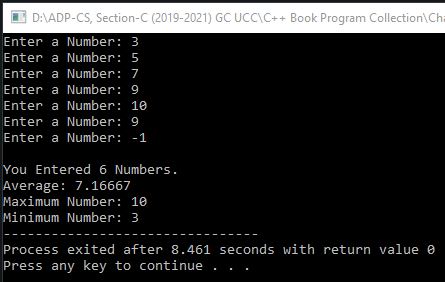 D:\ADP-CS, Section-C (2019-2021) GC UCC\C++ Book Program Collection\Cha
Enter a Number: 3
Enter a Number: 5
Enter a Number: 7
Enter a Number: 9
Enter a Number: 10
Enter a Number: 9
Enter a Number: -1
You Entered 6 Numbers.
Average: 7.16667
Maximum Number: 10
Minimum Number: 3
--------------------------------
Process exited after 8.461 seconds with return value 0
Press any key to continue . . .